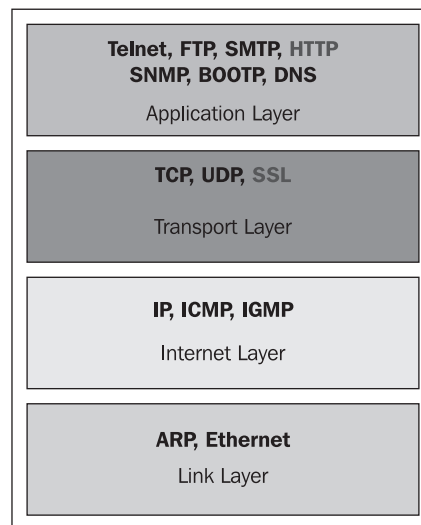 Telnet, FTP, SMTP, HTTP
SNMP, BOOTP, DNS
Application Layer
TCP, UDP, SSL
Transport Layer
IP, ICMP, IGMP
Internet Layer
ARP, Ethernet
Link Layer